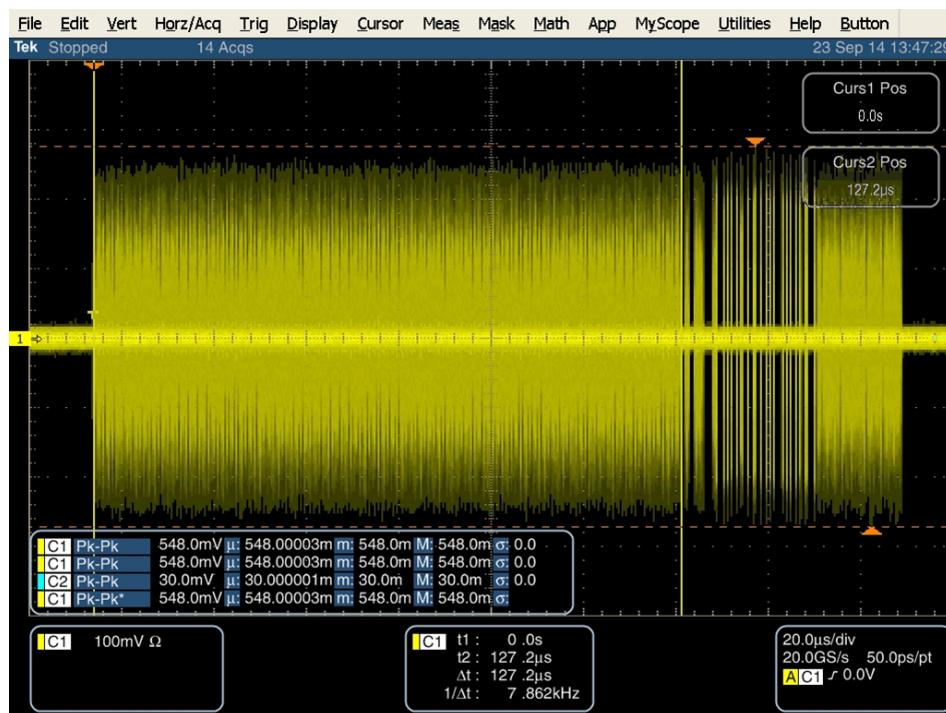 File Edit Vert Horz/Acq Trig Display Cursor Meas Mask Math App MyScope Utilities Help Button
Tek Stopped 14 Acqs 23 Sep 14 13:47:29
Curs1 Pos
0.0s
Curs2 Pos
127.2µs
1
C1 Pk-Pk 548.0mV µ: 548.00003m m: 548.0m M: 548.0m σ: 0.0
C1 Pk-Pk 548.0mV µ: 548.00003m m: 548.0m M: 548.0m σ: 0.0
C2 Pk-Pk 30.0mV µ: 30.000001m m: 30.0m M: 30.0m σ: 0.0
C1 Pk-Pk* 548.0mV µ: 548.00003m m: 548.0m M: 548.0m σ:
C1 100mV Ω
C1 t1 : 0 .0s
t2 : 127 .2µs
Δt : 127 .2µs
1/Δt : 7 .862kHz
20.0µs/div
20.0GS/s 50.0ps/pt
A C1 0.0V